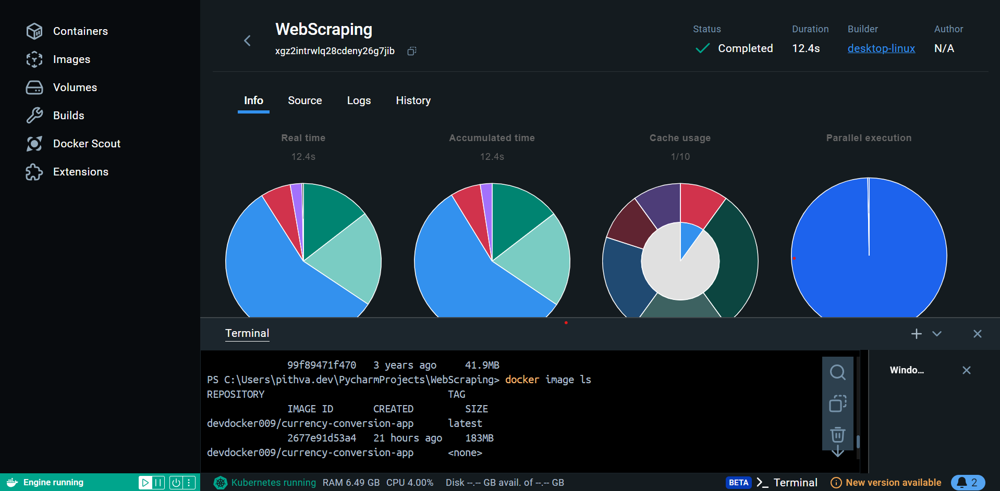 Containers
Images
Volumes
Builds
Docker Scout
Extensions
WebScraping
xgz2intrwlq28cdeny26g7jib
Status
Completed
Duration
12.4s
Builder
desktop-linux
Author
N/A
Info
Source
Logs
History
Real time
12.4s
Accumulated time
12.4s
Cache usage
1/10
Parallel execution
Terminal
99f89471f470 3 years ago 41.9MB
PS C:\Users\pithva.dev\PycharmProjects\WebScraping> docker image ls
REPOSITORY TAG
IMAGE ID CREATED SIZE
devdocker009/currency-conversion-app latest
2677e91d53a4 21 hours ago 183MB
devdocker009/currency-conversion-app <none>
Windo...
Engine running
Kubernetes running RAM 6.49 GB CPU 4.00% Disk --.-- GB avail. of --.-- GB
BETA Terminal New version available 2